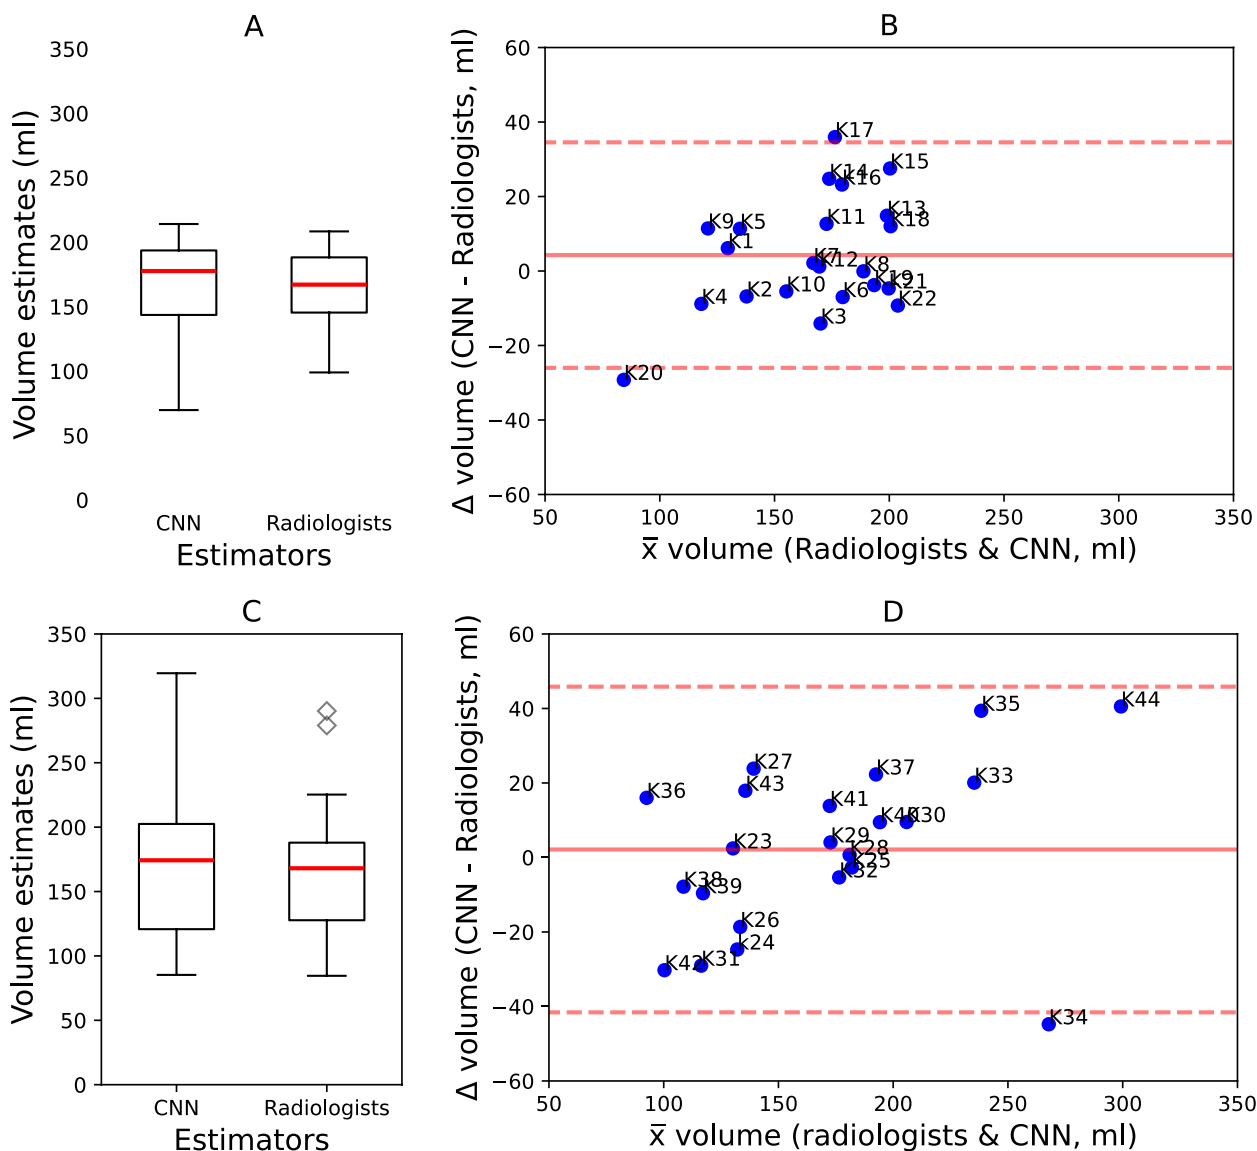 A
Volume estimates (ml)
350
300
250
200
150
100
50
0
CNN
Radiologists
Estimators
B
Δ volume (CNN - Radiologists, ml)
60
40
20
0
−20
−40
−60
K17
K15
K14
K16
K13
K18
K11
K9
K5
K1
K7
K12
K8
K19
K21
K22
K10
K6
K2
K4
K3
K20
50
100
150
200
250
300
350
x̄ volume (Radiologists & CNN, ml)
C
Volume estimates (ml)
350
300
250
200
150
100
50
0
CNN
Radiologists
Estimators
D
Δ volume (CNN - Radiologists, ml)
60
40
20
0
−20
−40
−60
K44
K35
K27
K37
K33
K43
K36
K41
K40
K30
K29
K23
K28
K25
K32
K38
K39
K26
k24
K31
K42
K34
50
100
150
200
250
300
350
x̄ volume (radiologists & CNN, ml)